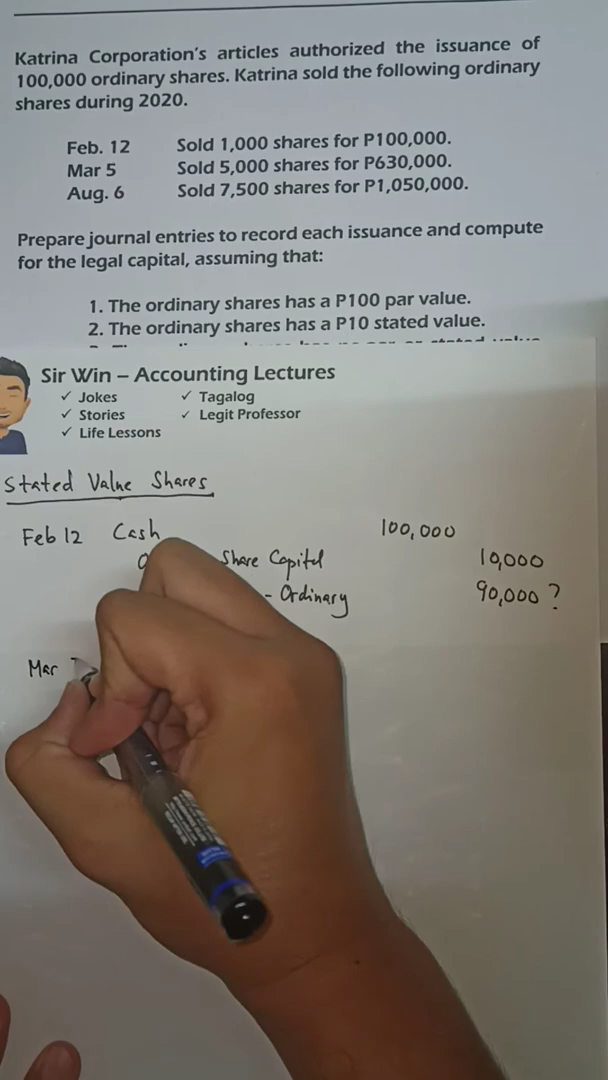 Katrina Corporation's articles authorized the issuance of
100,000 ordinary shares. Katrina sold the following ordinary
shares during 2020.
Feb. 12 Sold 1,000 shares for P100,000.
Mar 5 Sold 5,000 shares for P630,000.
Aug. 6 Sold 7,500 shares for P1,050,000.
Prepare journal entries to record each issuance and compute
for the legal capital, assuming that:
1. The ordinary shares has a P100 par value.
2. The ordinary shares has a P10 stated value.
Sir Win – Accounting Lectures
✓ Jokes ✓ Tagalog
✓ Stories ✓ Legit Professor
✓ Life Lessons
Stated Value Shares
Feb 12 Cash 100,000
Share Capital 10,000
- Ordinary 90,000 ?
Mar